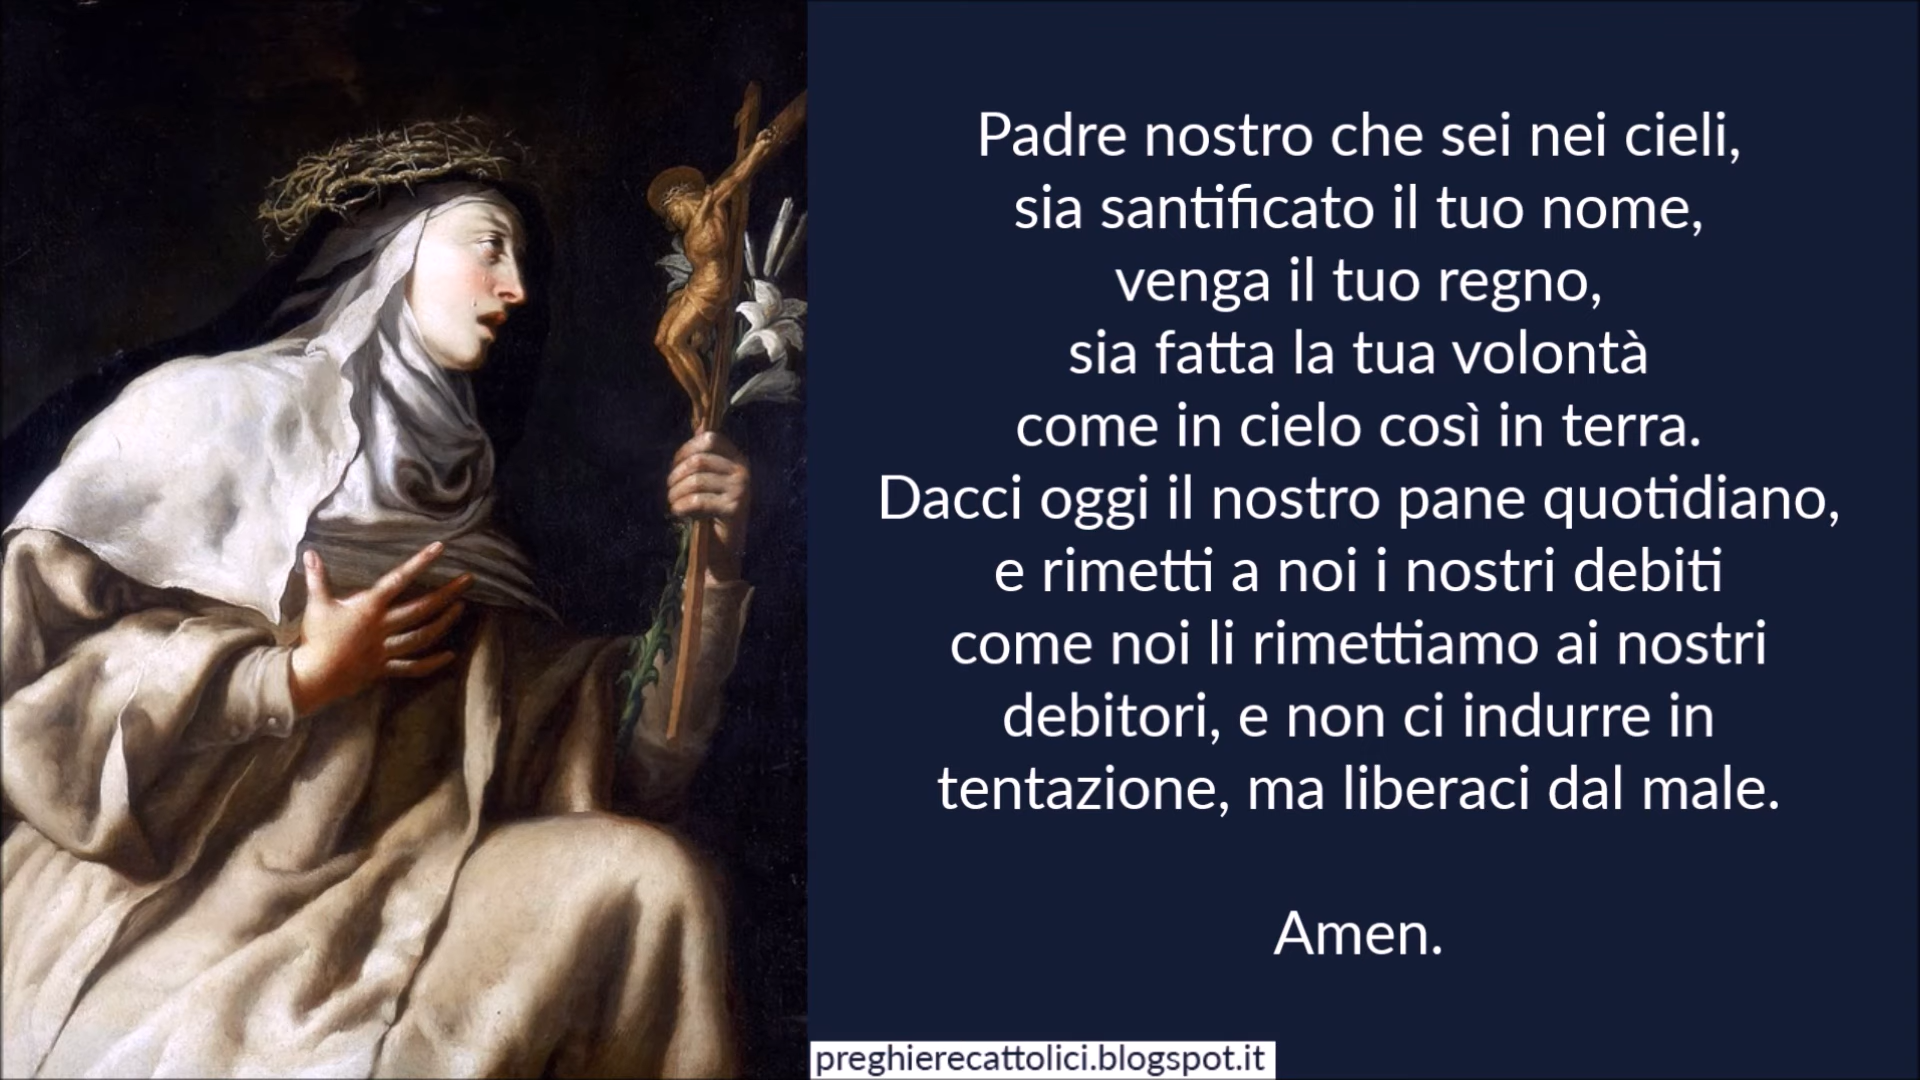 Padre nostro che sei nei cieli,
sia santificato il tuo nome,
venga il tuo regno,
sia fatta la tua volontà
come in cielo così in terra.
Dacci oggi il nostro pane quotidiano,
e rimetti a noi i nostri debiti
come noi li rimettiamo ai nostri
debitori, e non ci indurre in
tentazione, ma liberaci dal male.
Amen.
preghierecattolici.blogspot.it